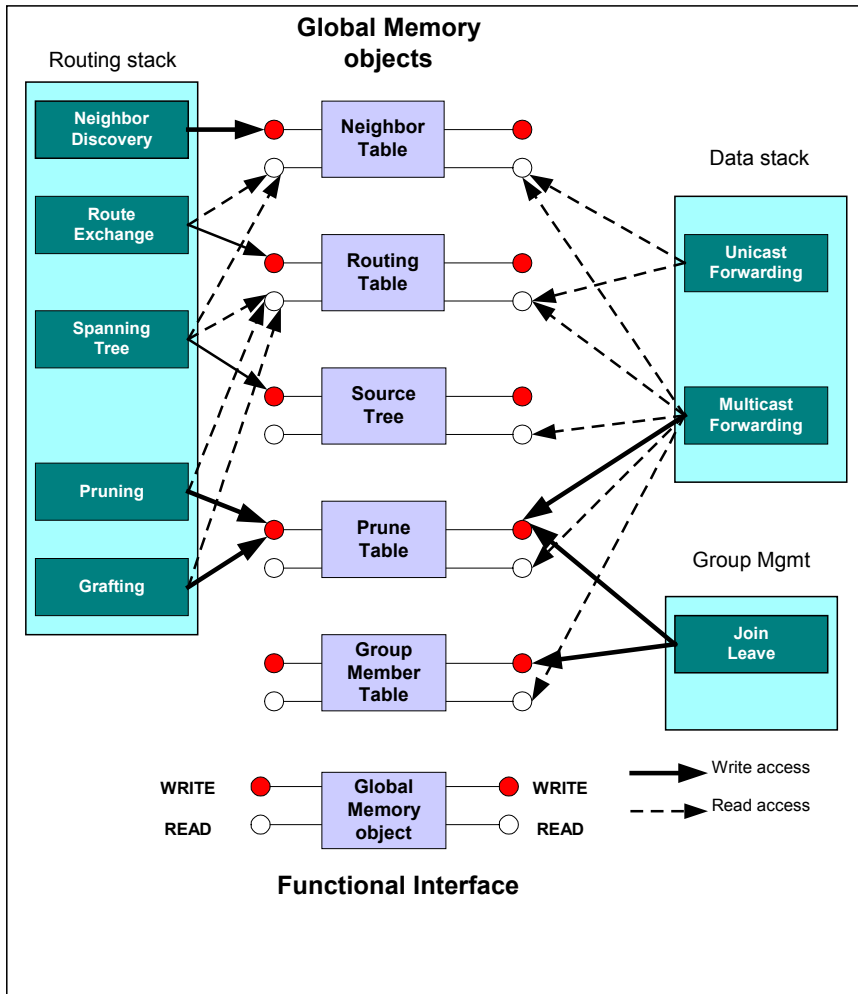 Global Memory
objects
Routing stack
Neighbor
Discovery
Route
Exchange
Spanning
Tree
Pruning
Grafting
Neighbor
Table
Routing
Table
Source
Tree
Prune
Table
Group
Member
Table
Data stack
Unicast
Forwarding
Multicast
Forwarding
Group Mgmt
Join
Leave
WRITE
READ
Global
Memory
object
WRITE
READ
Write access
Read access
Functional Interface